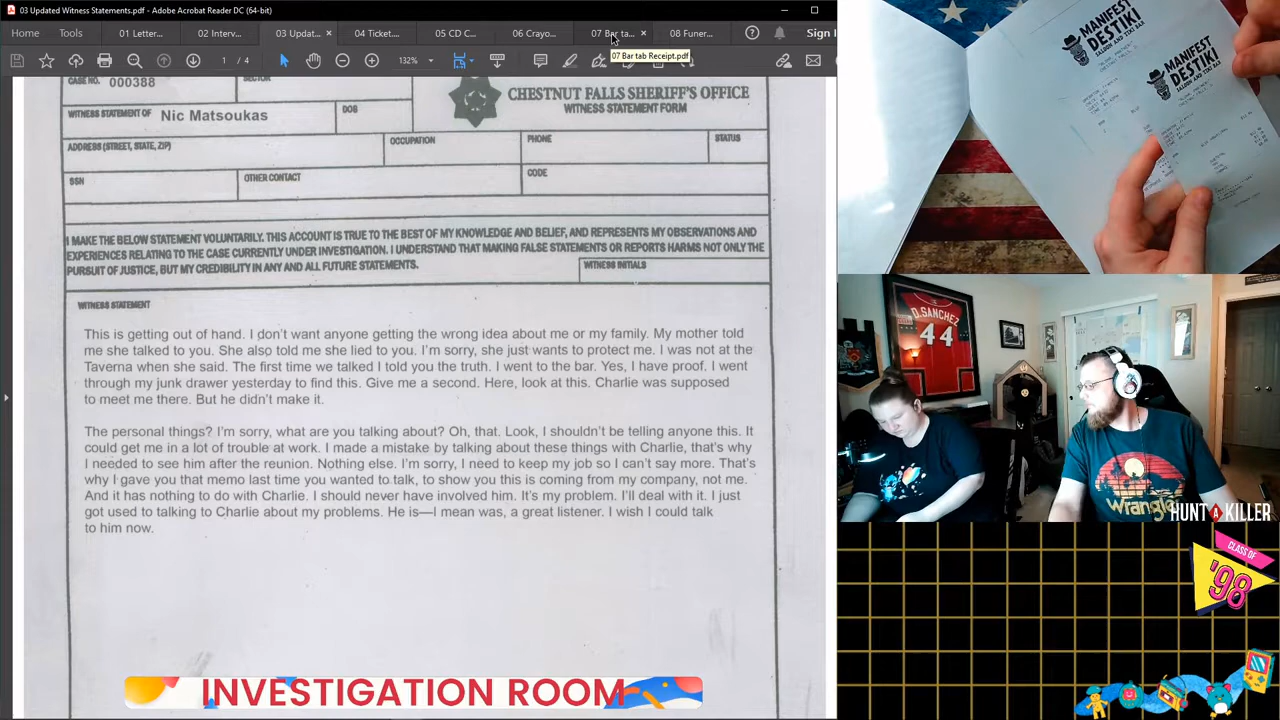 03 Updated Witness Statements.pdf - Adobe Acrobat Reader DC (64-bit)
Home
Tools
01 Letter...
02 Interv...
03 Updat...
04 Ticket....
05 CD C...
06 Crayo...
07 Bar ta...
08 Funer...
Sign I
1 / 4
132%
07 Bar tab Receipt.pdf
CASE NO. 000388
SECTOR
CHESTNUT FALLS SHERIFF'S OFFICE
WITNESS STATEMENT FORM
WITNESS STATEMENT OF Nic Matsoukas
DOB
ADDRESS (STREET, STATE, ZIP)
OCCUPATION
PHONE
STATUS
SSN
OTHER CONTACT
CODE
I MAKE THE BELOW STATEMENT VOLUNTARILY. THIS ACCOUNT IS TRUE TO THE BEST OF MY KNOWLEDGE AND BELIEF, AND REPRESENTS MY OBSERVATIONS AND
EXPERIENCES RELATING TO THE CASE CURRENTLY UNDER INVESTIGATION. I UNDERSTAND THAT MAKING FALSE STATEMENTS OR REPORTS HARMS NOT ONLY THE
PURSUIT OF JUSTICE, BUT MY CREDIBILITY IN ANY AND ALL FUTURE STATEMENTS.
WITNESS INITIALS
WITNESS STATEMENT
This is getting out of hand. I don't want anyone getting the wrong idea about me or my family. My mother told
me she talked to you. She also told me she lied to you. I'm sorry, she just wants to protect me. I was not at the
Taverna when she said. The first time we talked I told you the truth. I went to the bar. Yes, I have proof. I went
through my junk drawer yesterday to find this. Give me a second. Here, look at this. Charlie was supposed
to meet me there. But he didn't make it.
The personal things? I'm sorry, what are you talking about? Oh, that. Look, I shouldn't be telling anyone this. It
could get me in a lot of trouble at work. I made a mistake by talking about these things with Charlie, that's why
I needed to see him after the reunion. Nothing else. I'm sorry, I need to keep my job so I can't say more. That's
why I gave you that memo last time you wanted to talk, to show you this is coming from my company, not me.
And it has nothing to do with Charlie. I should never have involved him. It's my problem. I'll deal with it. I just
got used to talking to Charlie about my problems. He is—I mean was, a great listener. I wish I could talk
to him now.
INVESTIGATION ROOM
MANIFEST
DESTIKI
SALOON AND TIKI BAR
MANIFEST
DESTIKI
SALOON AND TIKI BAR
D.SANCHEZ
44
Wrangler
HUNT A KILLER
CLASS OF
'98